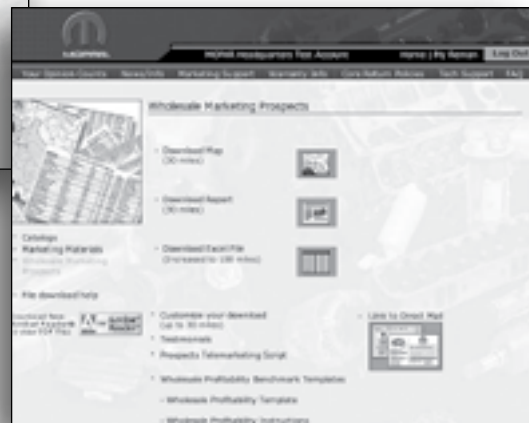 MOPAR
MOPAR Headquarters Test Account
Home | My Reman
Log Out
Your Opinion Counts News/Info Marketing Support Warranty Info Core Return Policies Tech Support FAQ
Wholesale Marketing Prospects
Download Map
(30 miles)
Download Report
(30 miles)
Download Excel File
(Increased to 100 miles)
Catalogs
Marketing Materials
Wholesale Marketing
Prospects
File download help
Customize your download
(up to 30 miles)
Testimonials
Prospects Telemarketing Script
Wholesale Profitability Benchmark Templates
- Wholesale Profitability Template
- Wholesale Profitability Instructions
Link to Direct Mail